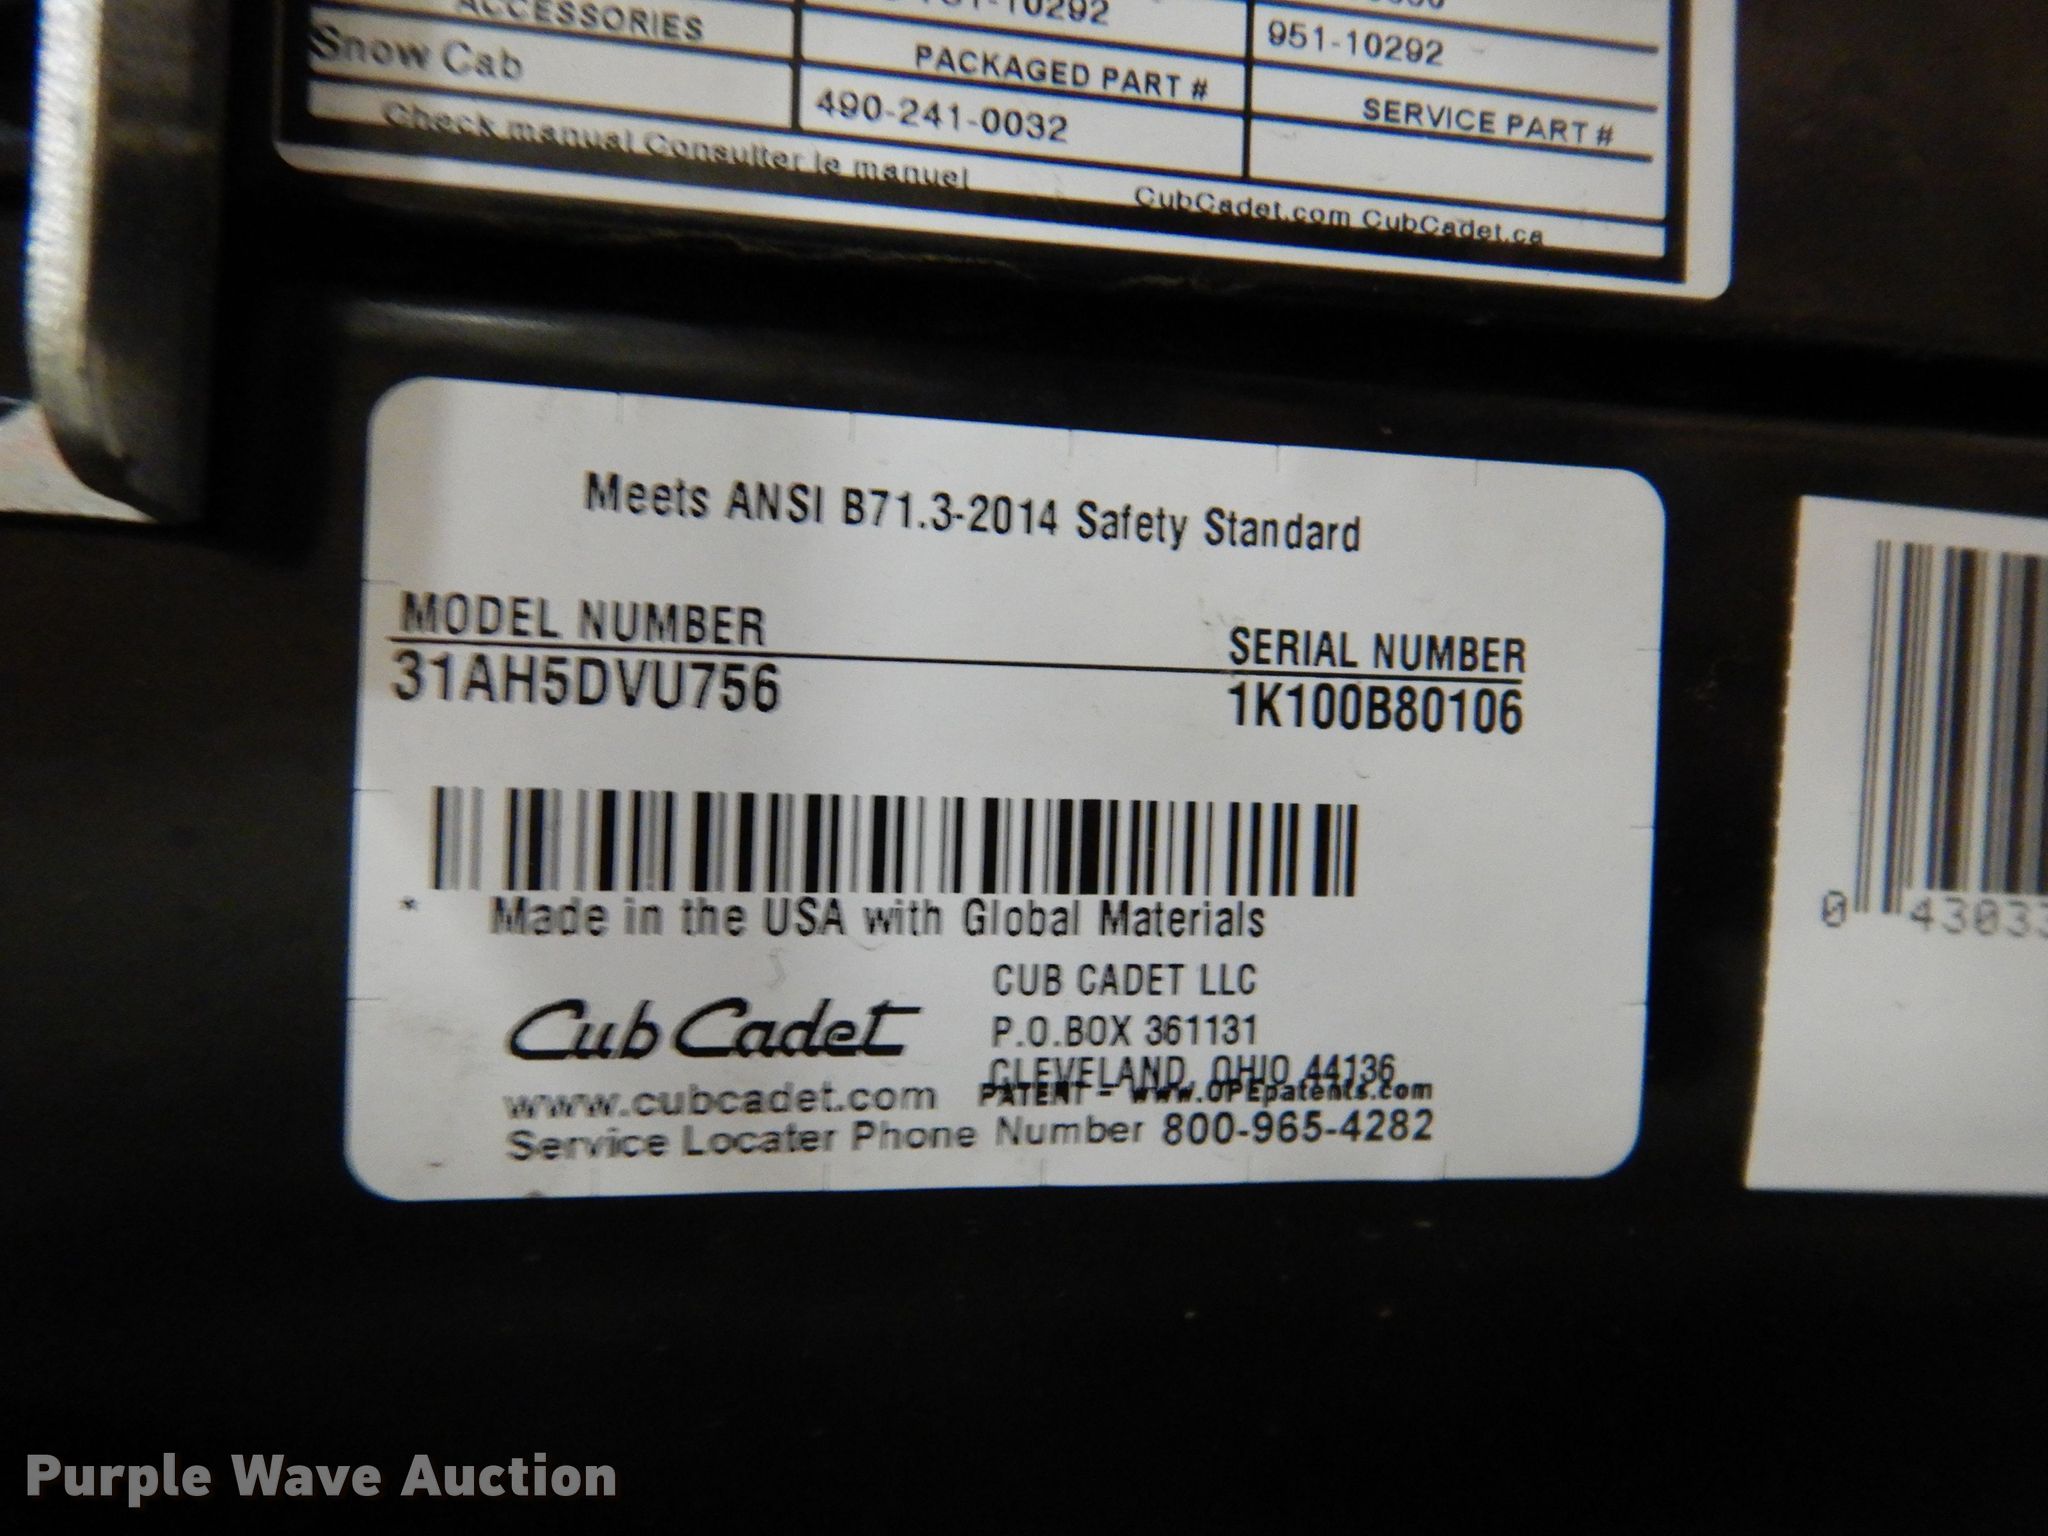 -10292
951-10292
ACCESSORIES
PACKAGED PART #
SERVICE PART #
Snow Cab
490-241-0032
Check manual Consulter le manuel
CubCadet.com CubCadet.ca
Meets ANSI B71.3-2014 Safety Standard
MODEL NUMBER
SERIAL NUMBER
31AH5DVU756
1K100B80106
* Made in the USA with Global Materials
Cub Cadet
CUB CADET LLC
P.O.BOX 361131
CLEVELAND, OHIO 44136
www.cubcadet.com
PATENT - www.OPEpatents.com
Service Locater Phone Number 800-965-4282
0 43033
Purple Wave Auction